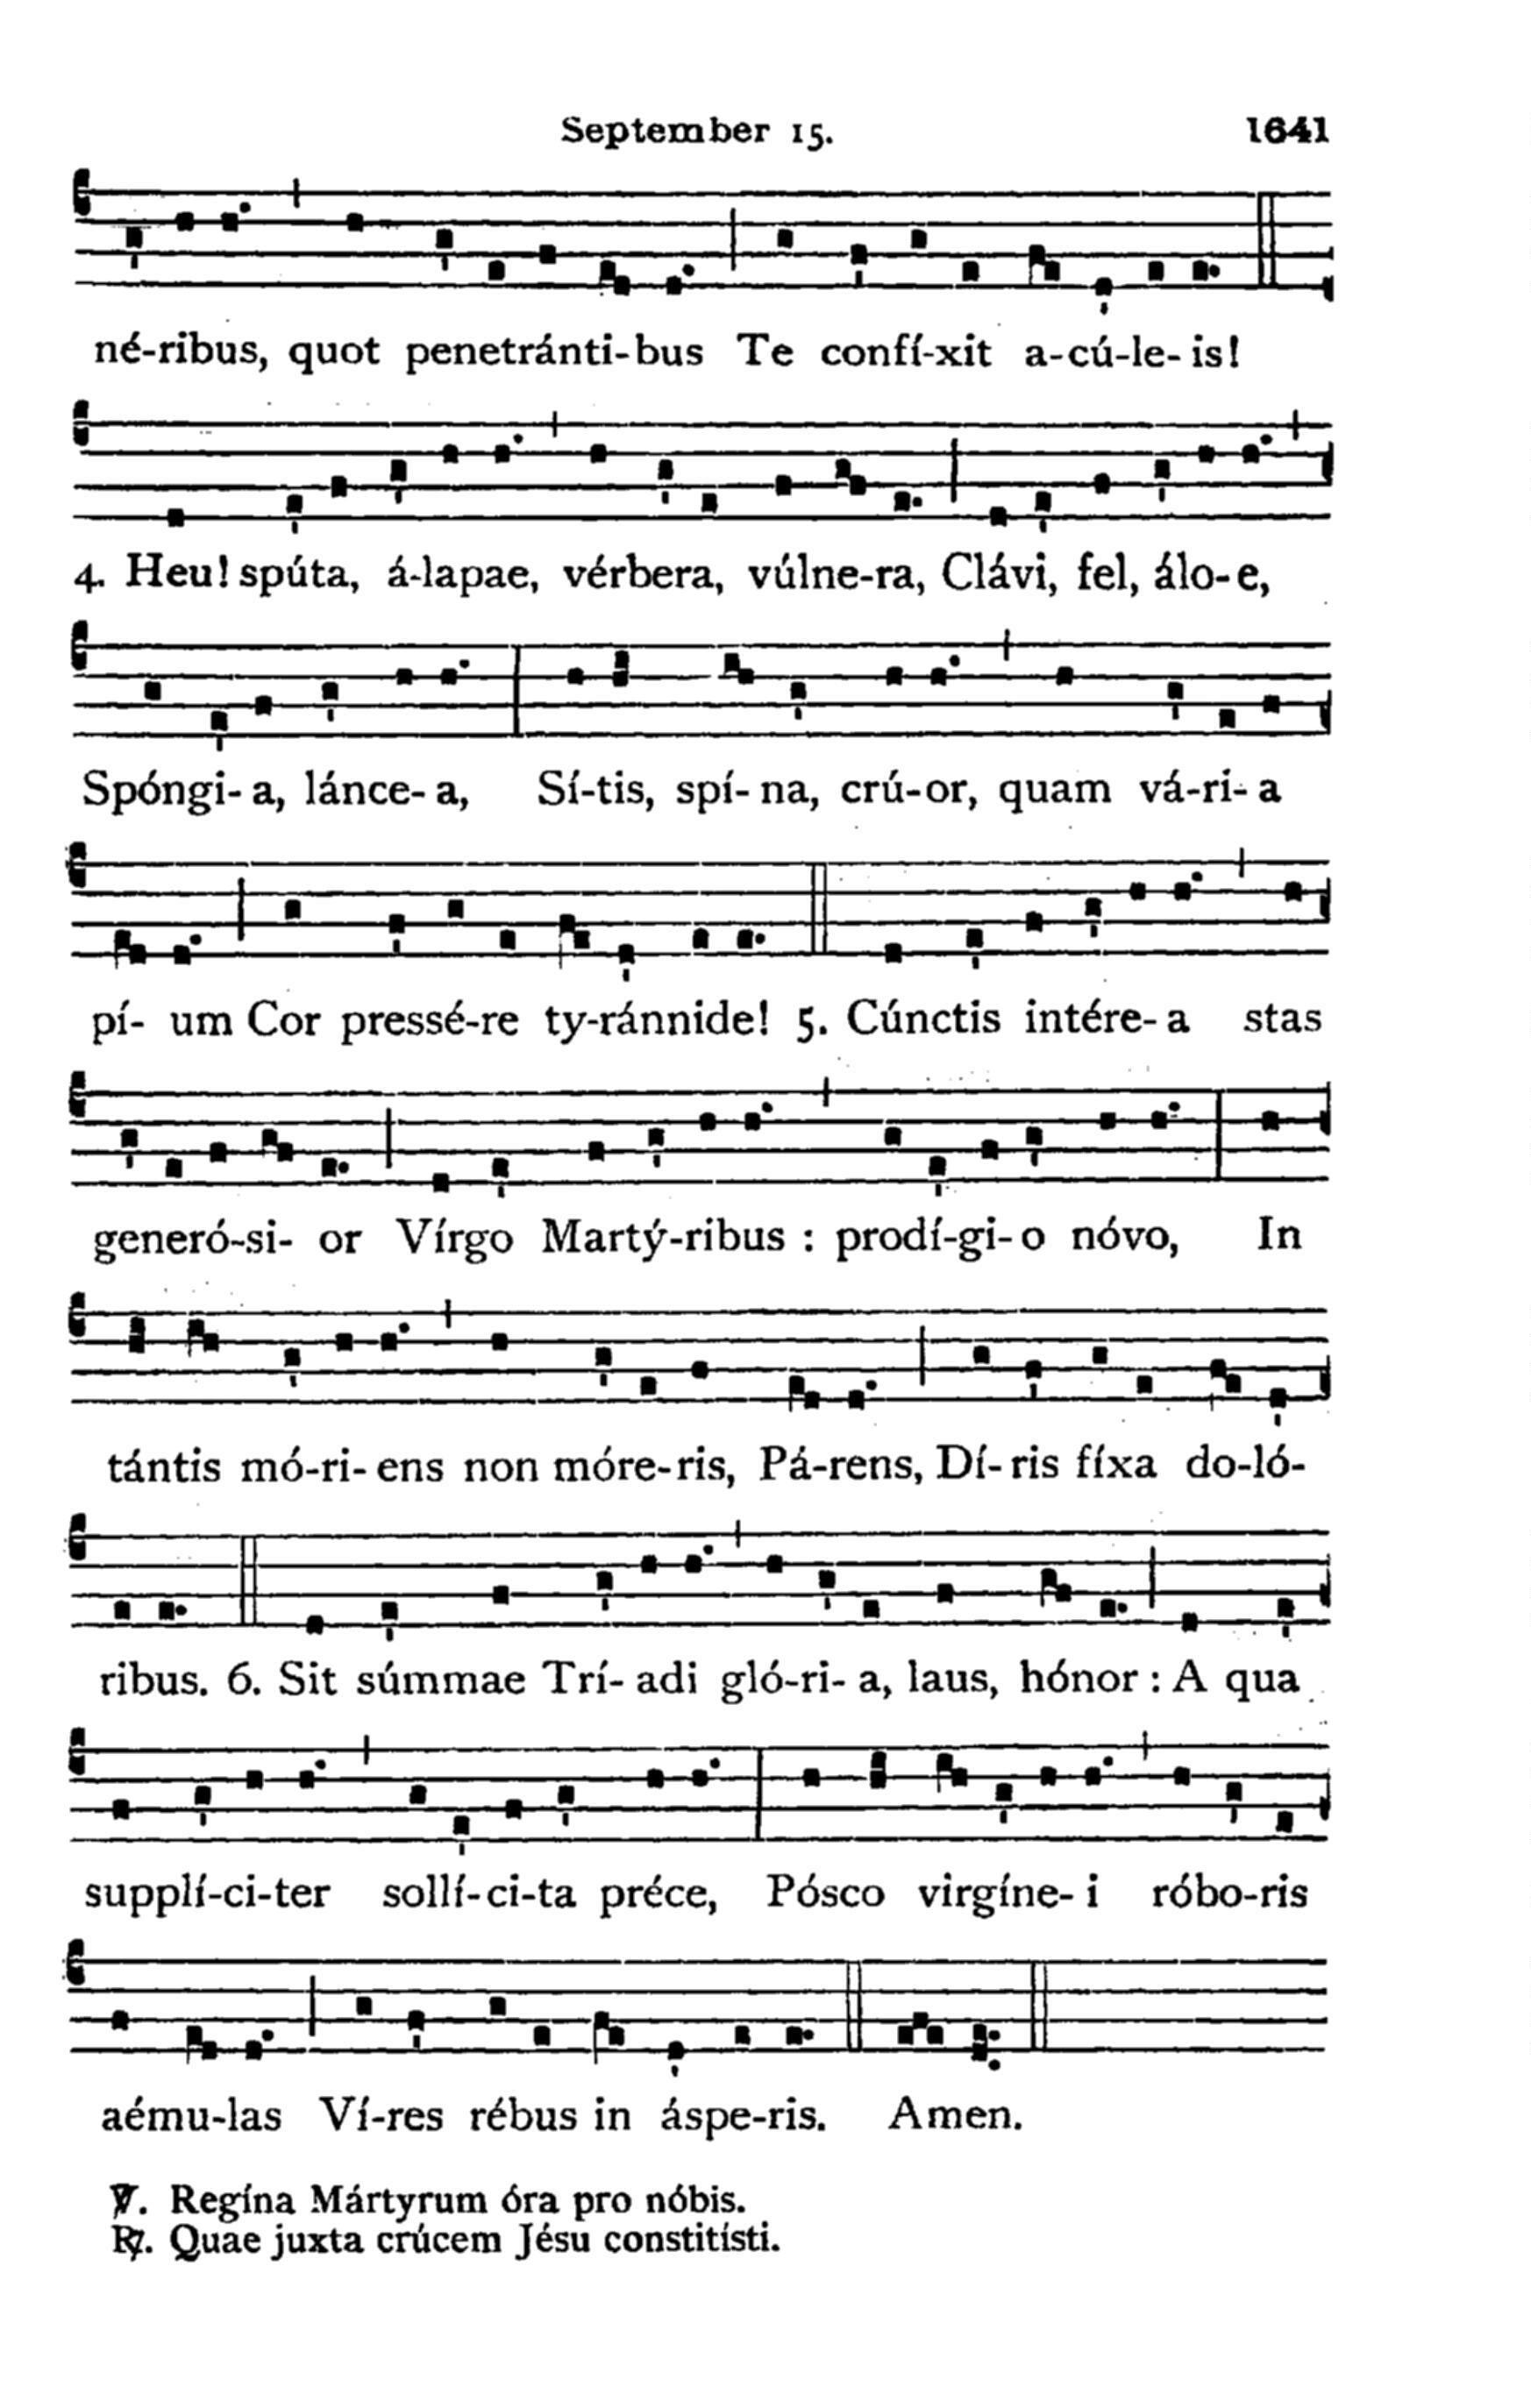 September 15. 1641
né-ribus, quot penetránti-bus Te confí-xit a-cú-le-is!
4. Heu! spúta, á-lapae, vérbera, vúlne-ra, Clávi, fel, álo-e,
Spóngi-a, lánce-a, Sí-tis, spí-na, crú-or, quam vá-ri-a
pí-um Cor pressé-re ty-ránnide! 5. Cúnctis intére-a stas
generó-si-or Vírgo Martý-ribus : prodí-gi-o nóvo, In
tántis mó-ri-ens non móre-ris, Pá-rens, Dí-ris fíxa do-ló-
ribus. 6. Sit súmmae Trí-adi gló-ri-a, laus, hónor : A qua
supplí-ci-ter sollí-ci-ta préce, Pósco virgíne-i róbo-ris
aému-las Ví-res rébus in áspe-ris. Amen.
℣. Regína Mártyrum óra pro nóbis.
℟. Quae juxta crúcem Jésu constitísti.